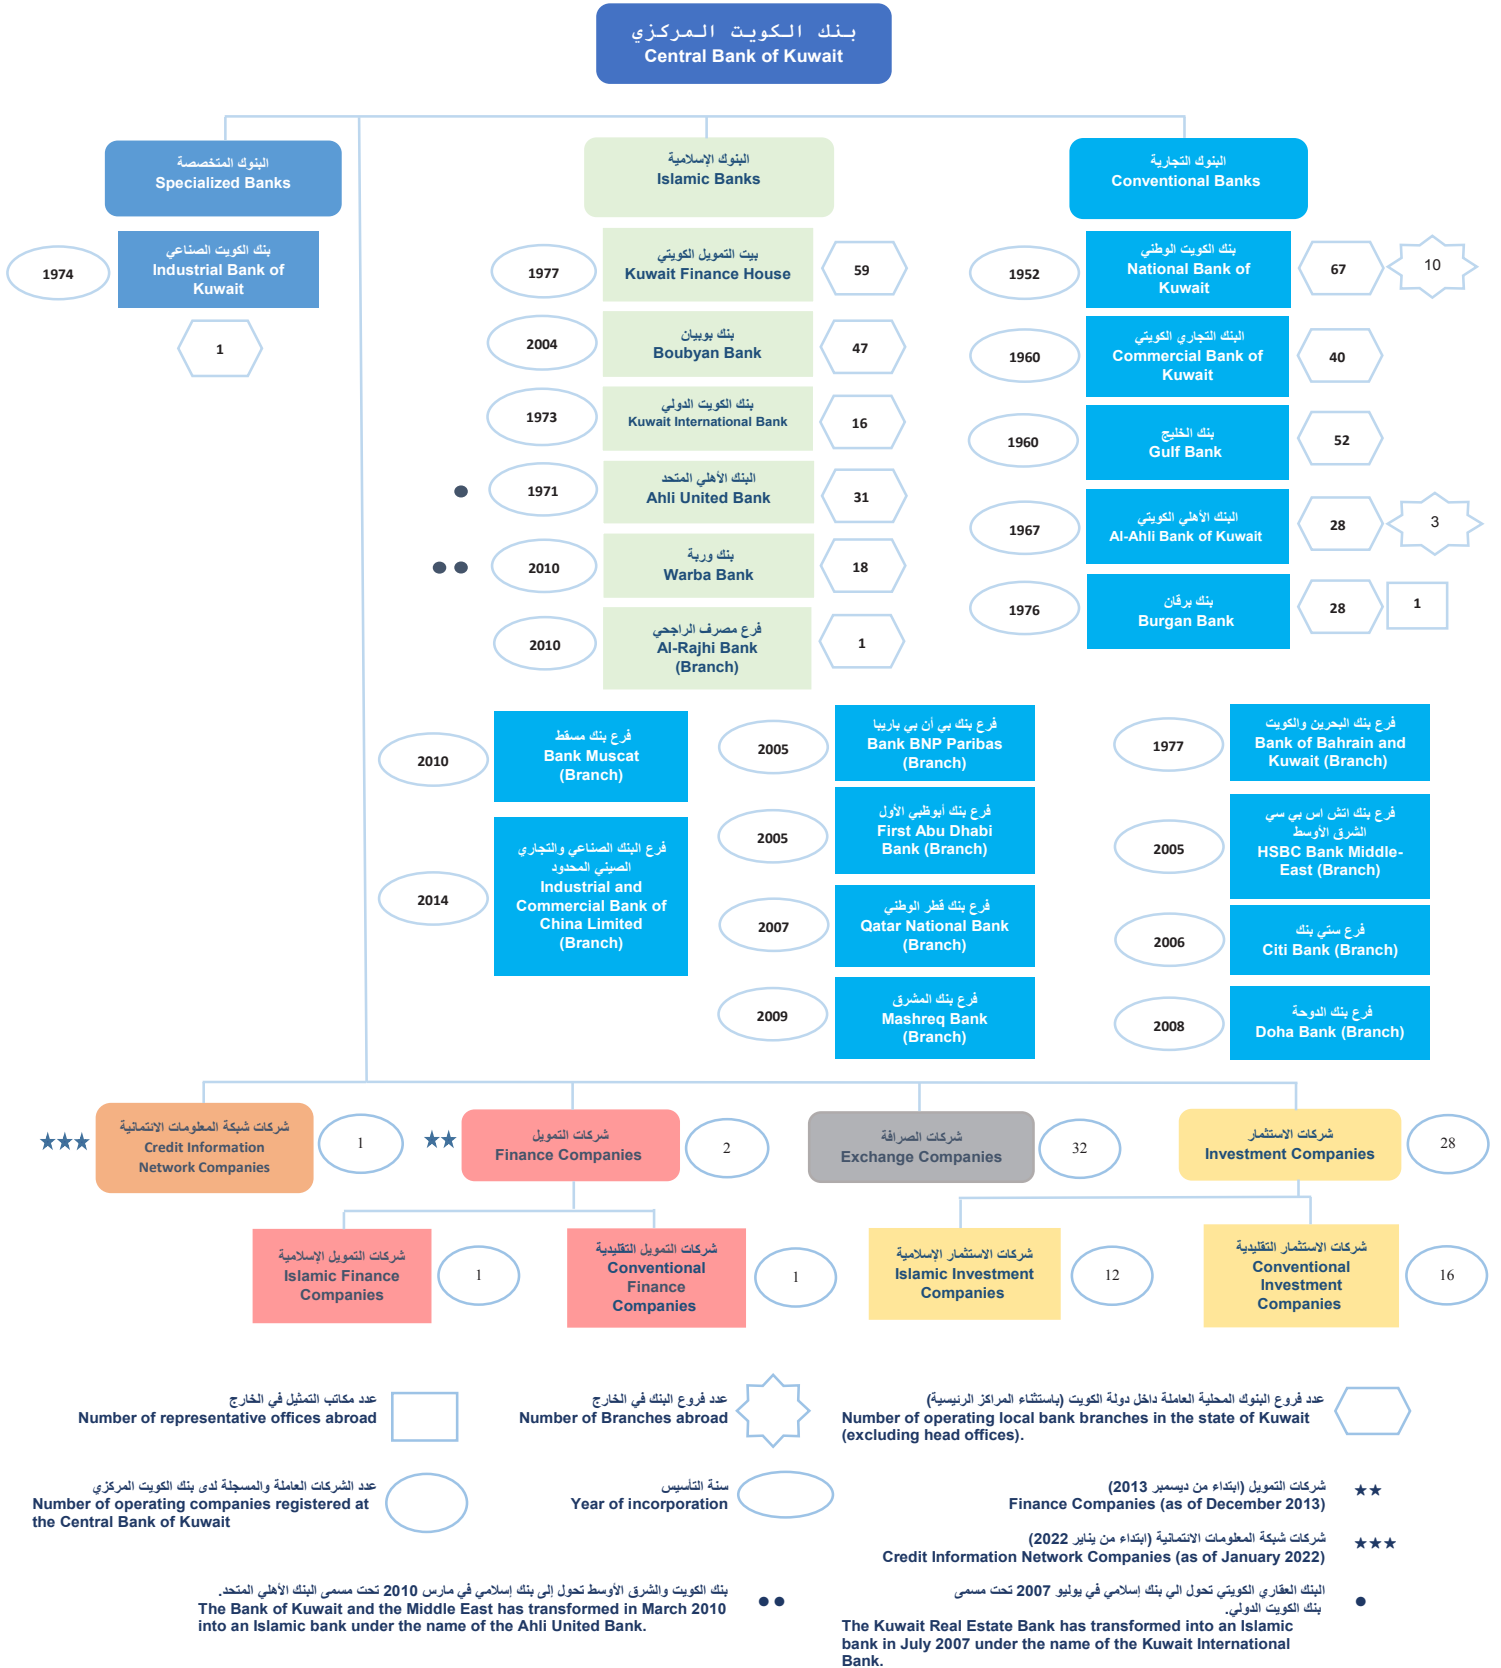 بنك الكويت المركزي
Central Bank of Kuwait
البنوك المتخصصة
Specialized Banks
البنوك الإسلامية
Islamic Banks
البنوك التجارية
Conventional Banks
1974
بنك الكويت الصناعي
Industrial Bank of
Kuwait
1
1977
بيت التمويل الكويتي
Kuwait Finance House
59
2004
بنك بوبيان
Boubyan Bank
47
1973
بنك الكويت الدولي
Kuwait International Bank
16
●
1971
البنك الأهلي المتحد
Ahli United Bank
31
● ●
2010
بنك وربة
Warba Bank
18
2010
فرع مصرف الراجحي
Al-Rajhi Bank
(Branch)
1
1952
بنك الكويت الوطني
National Bank of
Kuwait
67
10
1960
البنك التجاري الكويتي
Commercial Bank of
Kuwait
40
1960
بنك الخليج
Gulf Bank
52
1967
البنك الأهلي الكويتي
Al-Ahli Bank of Kuwait
28
3
1976
بنك برقان
Burgan Bank
28
1
2010
فرع بنك مسقط
Bank Muscat
(Branch)
2014
فرع البنك الصناعي والتجاري
الصيني المحدود
Industrial and
Commercial Bank of
China Limited
(Branch)
2005
فرع بنك بي أن بي باريبا
Bank BNP Paribas
(Branch)
2005
فرع بنك أبوظبي الأول
First Abu Dhabi
Bank (Branch)
2007
فرع بنك قطر الوطني
Qatar National Bank
(Branch)
2009
فرع بنك المشرق
Mashreq Bank
(Branch)
1977
فرع بنك البحرين والكويت
Bank of Bahrain and
Kuwait (Branch)
2005
فرع بنك اتش اس بي سي
الشرق الأوسط
HSBC Bank Middle-
East (Branch)
2006
فرع ستي بنك
Citi Bank (Branch)
2008
فرع بنك الدوحة
Doha Bank (Branch)
★★★
شركات شبكة المعلومات الائتمانية
Credit Information
Network Companies
1
★★
شركات التمويل
Finance Companies
2
شركات الصرافة
Exchange Companies
32
شركات الاستثمار
Investment Companies
28
شركات التمويل الإسلامية
Islamic Finance
Companies
1
شركات التمويل التقليدية
Conventional
Finance
Companies
1
شركات الاستثمار الإسلامية
Islamic Investment
Companies
12
شركات الاستثمار التقليدية
Conventional
Investment
Companies
16
عدد مكاتب التمثيل في الخارج
Number of representative offices abroad
عدد فروع البنك في الخارج
Number of Branches abroad
عدد فروع البنوك المحلية العاملة داخل دولة الكويت (باستثناء المراكز الرئيسية)
Number of operating local bank branches in the state of Kuwait
(excluding head offices).
عدد الشركات العاملة والمسجلة لدى بنك الكويت المركزي
Number of operating companies registered at
the Central Bank of Kuwait
سنة التأسيس
Year of incorporation
شركات التمويل (ابتداء من ديسمبر 2013)
Finance Companies (as of December 2013)
★★
شركات شبكة المعلومات الائتمانية (ابتداء من يناير 2022)
Credit Information Network Companies (as of January 2022)
★★★
بنك الكويت والشرق الأوسط تحول إلى بنك إسلامي في مارس 2010 تحت مسمى البنك الأهلي المتحد.
The Bank of Kuwait and the Middle East has transformed in March 2010
into an Islamic bank under the name of the Ahli United Bank.
● ●
البنك العقاري الكويتي تحول الي بنك إسلامي في يوليو 2007 تحت مسمى
بنك الكويت الدولي.
The Kuwait Real Estate Bank has transformed into an Islamic
bank in July 2007 under the name of the Kuwait International
Bank.
●